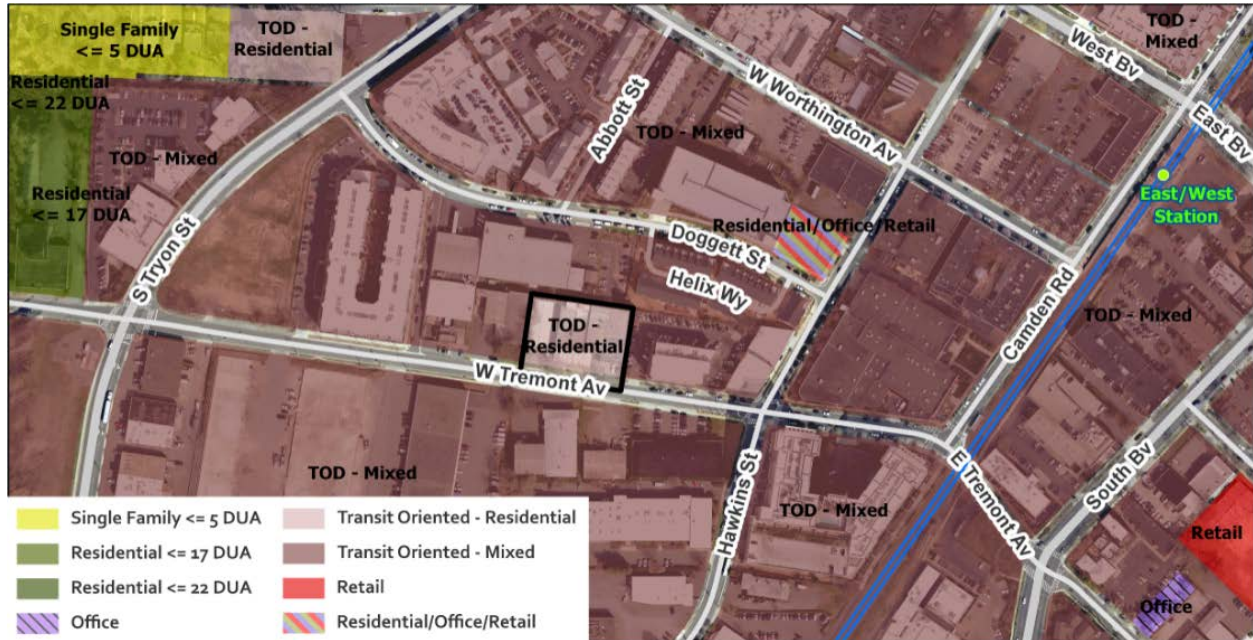 Single Family
<= 5 DUA
TOD -
Residential
TOD -
Mixed
West Bv
East Bv
W Worthington Av
Residential
<= 22 DUA
Abbott St
TOD - Mixed
TOD - Mixed
East/West
Station
Residential
<= 17 DUA
S Tryon St
Residential/Office/Retail
Doggett St
Helix Wy
Camden Rd
TOD - Mixed
TOD -
Residential
W Tremont Av
TOD - Mixed
Hawkins St
TOD - Mixed
E Tremont Av
South Bv
Retail
Office
Single Family <= 5 DUA
Residential <= 17 DUA
Residential <= 22 DUA
Office
Transit Oriented - Residential
Transit Oriented - Mixed
Retail
Residential/Office/Retail